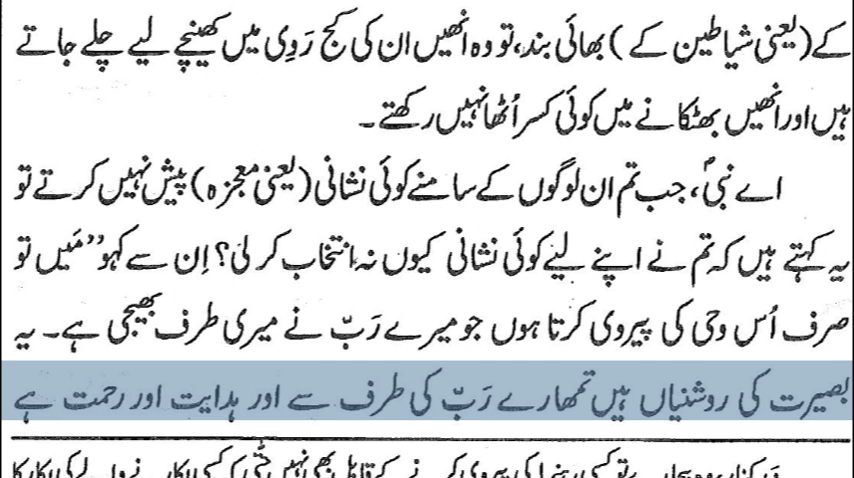 کے (یعنی شیاطین کے) بھائی بند، تو وہ انھیں ان کی کج رَوِی میں کھینچے لیے چلے جاتے
ہیں اور انھیں بھٹکانے میں کوئی کسر اُٹھا نہیں رکھتے۔
اے نبیؐ، جب تم ان لوگوں کے سامنے کوئی نشانی (یعنی معجزہ) پیش نہیں کرتے تو
یہ کہتے ہیں کہ تم نے اپنے لیے کوئی نشانی کیوں نہ انتخاب کر لی؟ اِن سے کہو ”مَیں تو
صرف اُس وحی کی پیروی کرتا ہوں جو میرے رَبّ نے میری طرف بھیجی ہے۔ یہ
بصیرت کی روشنیاں ہیں تمھارے رَبّ کی طرف سے اور ہدایت اور رحمت ہے